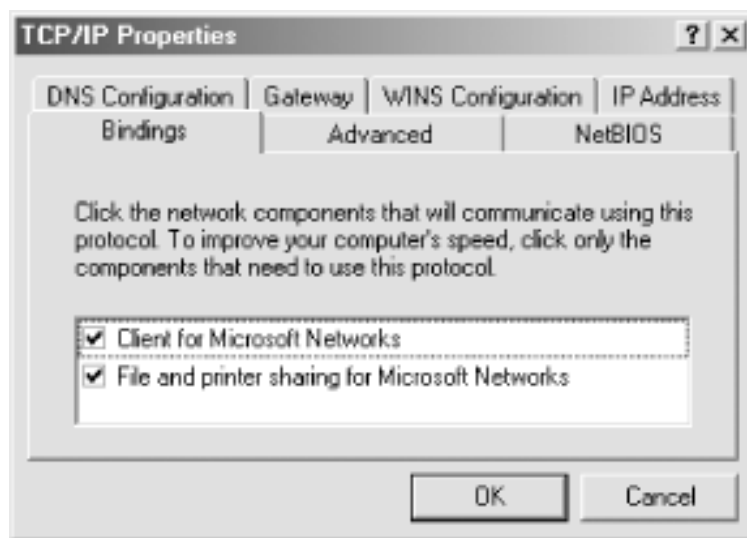 TCP/IP Properties
DNS Configuration Gateway WINS Configuration IP Address
Bindings Advanced NetBIOS
Click the network components that will communicate using this
protocol. To improve your computer's speed, click only the
components that need to use this protocol.
Client for Microsoft Networks
File and printer sharing for Microsoft Networks
OK Cancel